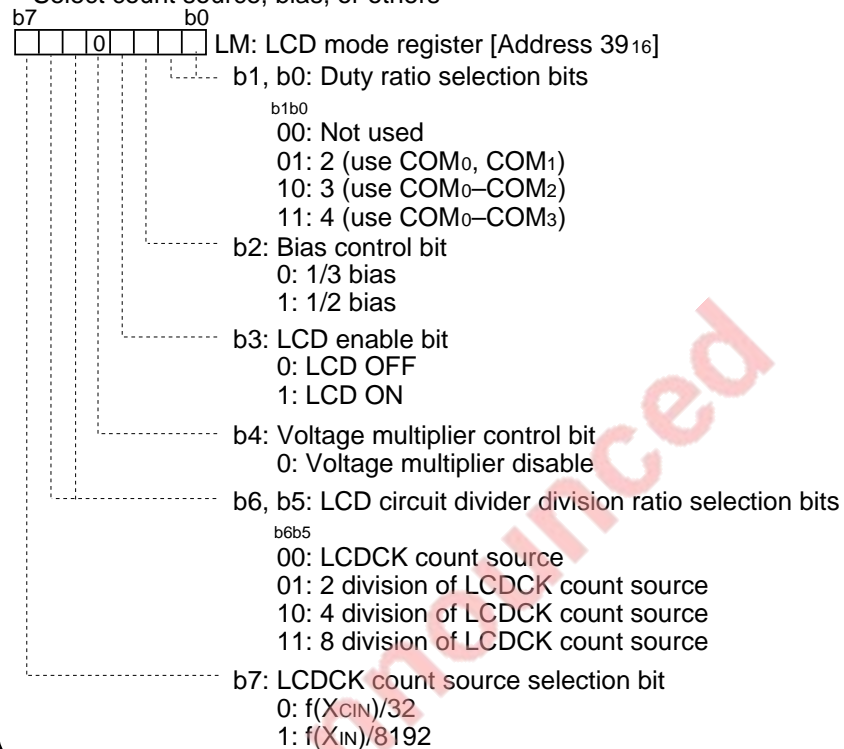 Select count source, bias, or others
b7 b0
0 LM: LCD mode register [Address 3916]
b1, b0: Duty ratio selection bits
b1b0
00: Not used
01: 2 (use COM0, COM1)
10: 3 (use COM0–COM2)
11: 4 (use COM0–COM3)
b2: Bias control bit
0: 1/3 bias
1: 1/2 bias
b3: LCD enable bit
0: LCD OFF
1: LCD ON
b4: Voltage multiplier control bit
0: Voltage multiplier disable
b6, b5: LCD circuit divider division ratio selection bits
b6b5
00: LCDCK count source
01: 2 division of LCDCK count source
10: 4 division of LCDCK count source
11: 8 division of LCDCK count source
b7: LCDCK count source selection bit
0: f(XCIN)/32
1: f(XIN)/8192